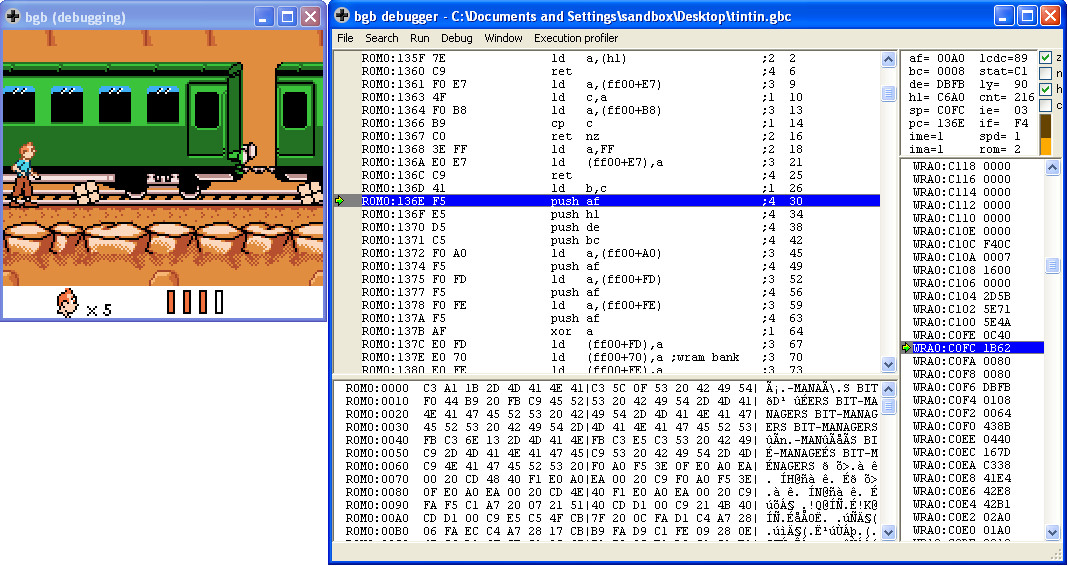 bgb (debugging)
x 5
bgb debugger - C:\Documents and Settings\sandbox\Desktop\tintin.gbc
File Search Run Debug Window Execution profiler
ROM0:135F 7E ld a,(hl) ;2 2
ROM0:1360 C9 ret ;4 6
ROM0:1361 F0 E7 ld a,(ff00+E7) ;3 9
ROM0:1363 4F ld c,a ;1 10
ROM0:1364 F0 B8 ld a,(ff00+B8) ;3 13
ROM0:1366 B9 cp c ;1 14
ROM0:1367 C0 ret nz ;2 16
ROM0:1368 3E FF ld a,FF ;2 18
ROM0:136A E0 E7 ld (ff00+E7),a ;3 21
ROM0:136C C9 ret ;4 25
ROM0:136D 41 ld b,c ;1 26
ROM0:136E F5 push af ;4 30
ROM0:136F E5 push hl ;4 34
ROM0:1370 D5 push de ;4 38
ROM0:1371 C5 push bc ;4 42
ROM0:1372 F0 A0 ld a,(ff00+A0) ;3 45
ROM0:1374 F5 push af ;4 49
ROM0:1375 F0 FD ld a,(ff00+FD) ;3 52
ROM0:1377 F5 push af ;4 56
ROM0:1378 F0 FE ld a,(ff00+FE) ;3 59
ROM0:137A F5 push af ;4 63
ROM0:137B AF xor a ;1 64
ROM0:137C E0 FD ld (ff00+FD),a ;3 67
ROM0:137E E0 70 ld (ff00+70),a ;wram bank ;3 70
ROM0:1380 E0 FE ld (ff00+FE),a ;3 73
af= 00A0 lcdc=89 z
bc= 0008 stat=C1 n
de= DBFB ly= 90 h
hl= C6A0 cnt= 216 c
sp= C0FC ie= 03
pc= 136E if= F4
ime=1 spd= 1
ima=1 rom= 2
WRA0:C118 0000
WRA0:C116 0000
WRA0:C114 0000
WRA0:C112 0000
WRA0:C110 0000
WRA0:C10E 0000
WRA0:C10C F40C
WRA0:C10A 0007
WRA0:C108 1600
WRA0:C106 0000
WRA0:C104 2D5B
WRA0:C102 5E71
WRA0:C100 5E4A
WRA0:C0FE 0C40
WRA0:C0FC 1B62
WRA0:C0FA 0080
WRA0:C0F8 0080
WRA0:C0F6 DBFB
WRA0:C0F4 0108
WRA0:C0F2 0064
WRA0:C0F0 438B
WRA0:C0EE 0440
WRA0:C0EC 167D
WRA0:C0EA C338
WRA0:C0E8 41E4
WRA0:C0E6 42E8
WRA0:C0E4 42B1
WRA0:C0E2 02A0
WRA0:C0E0 01A0
ROM0:0000 C3 A1 1B 2D 4D 41 4E 41|C3 5C 0F 53 20 42 49 54| Ã¡.-MANAÃ\.S BIT
ROM0:0010 F0 44 B9 20 FB C9 45 52|53 20 42 49 54 2D 4D 41| ðD¹ ûÉERS BIT-MA
ROM0:0020 4E 41 47 45 52 53 20 42|49 54 2D 4D 41 4E 41 47| NAGERS BIT-MANAG
ROM0:0030 45 52 53 20 42 49 54 2D|4D 41 4E 41 47 45 52 53| ERS BIT-MANAGERS
ROM0:0040 FB C3 6E 13 2D 4D 41 4E|FB C3 E5 C3 53 20 42 49| ûÃn.-MANûÃåÃS BI
ROM0:0050 C9 2D 4D 41 4E 41 47 45|C9 53 20 42 49 54 2D 4D| É-MANAGEÉS BIT-M
ROM0:0060 C9 4E 41 47 45 52 53 20|F0 A0 F5 3E 0F E0 A0 EA| ÉNAGERS ð õ>.à ê
ROM0:0070 00 20 CD 48 40 F1 E0 A0|EA 00 20 C9 F0 A0 F5 3E| . ÍH@ñà ê. Éð õ>
ROM0:0080 0F E0 A0 EA 00 20 CD 4E|40 F1 E0 A0 EA 00 20 C9| .à ê. ÍN@ñà ê. É
ROM0:0090 FA F5 C1 A7 20 07 21 51|40 CD D1 00 C9 21 4B 40| úõÁ§ .!Q@ÍÑ.É!K@
ROM0:00A0 CD D1 00 C9 E5 C5 4F CB|7F 20 0C FA D1 C4 A7 28|
ROM0:00B0 06 FA EC C4 A7 28 17 CB|B9 FA D9 C1 FE 09 28 0E|